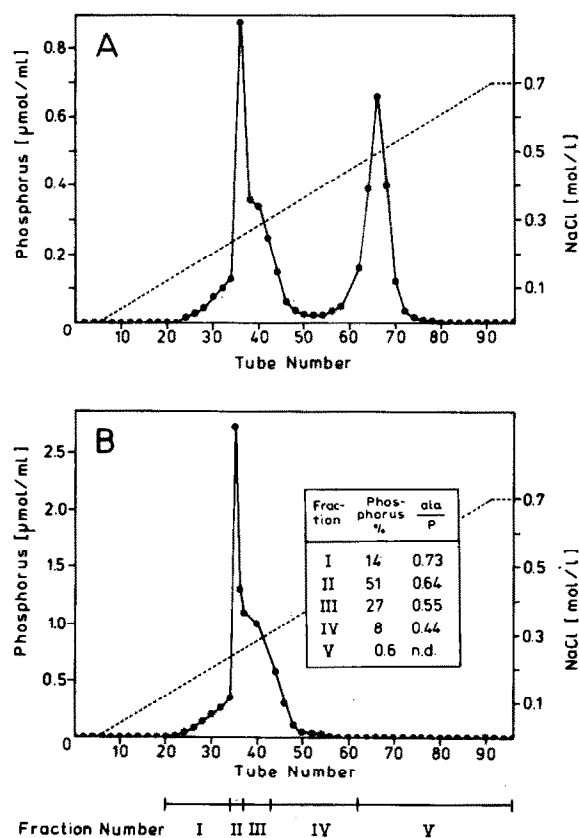 A
Phosphorus [µmol/ml]
0.8
0.6
0.4
0.2
0
0.7
0.5
0.3
0.1
NaCl [mol/l]
10 20 30 40 50 60 70 80 90
Tube Number
B
Phosphorus [µmol/ml]
2.5
2.0
1.5
1.0
0.5
0
Frac- Phos- ala
tion phorus P
%
I 14 0.73
II 51 0.64
III 27 0.55
IV 8 0.44
V 0.6 n.d.
0.7
0.5
0.3
0.1
NaCl [mol/l]
10 20 30 40 50 60 70 80 90
Tube Number
Fraction Number I II III IV V